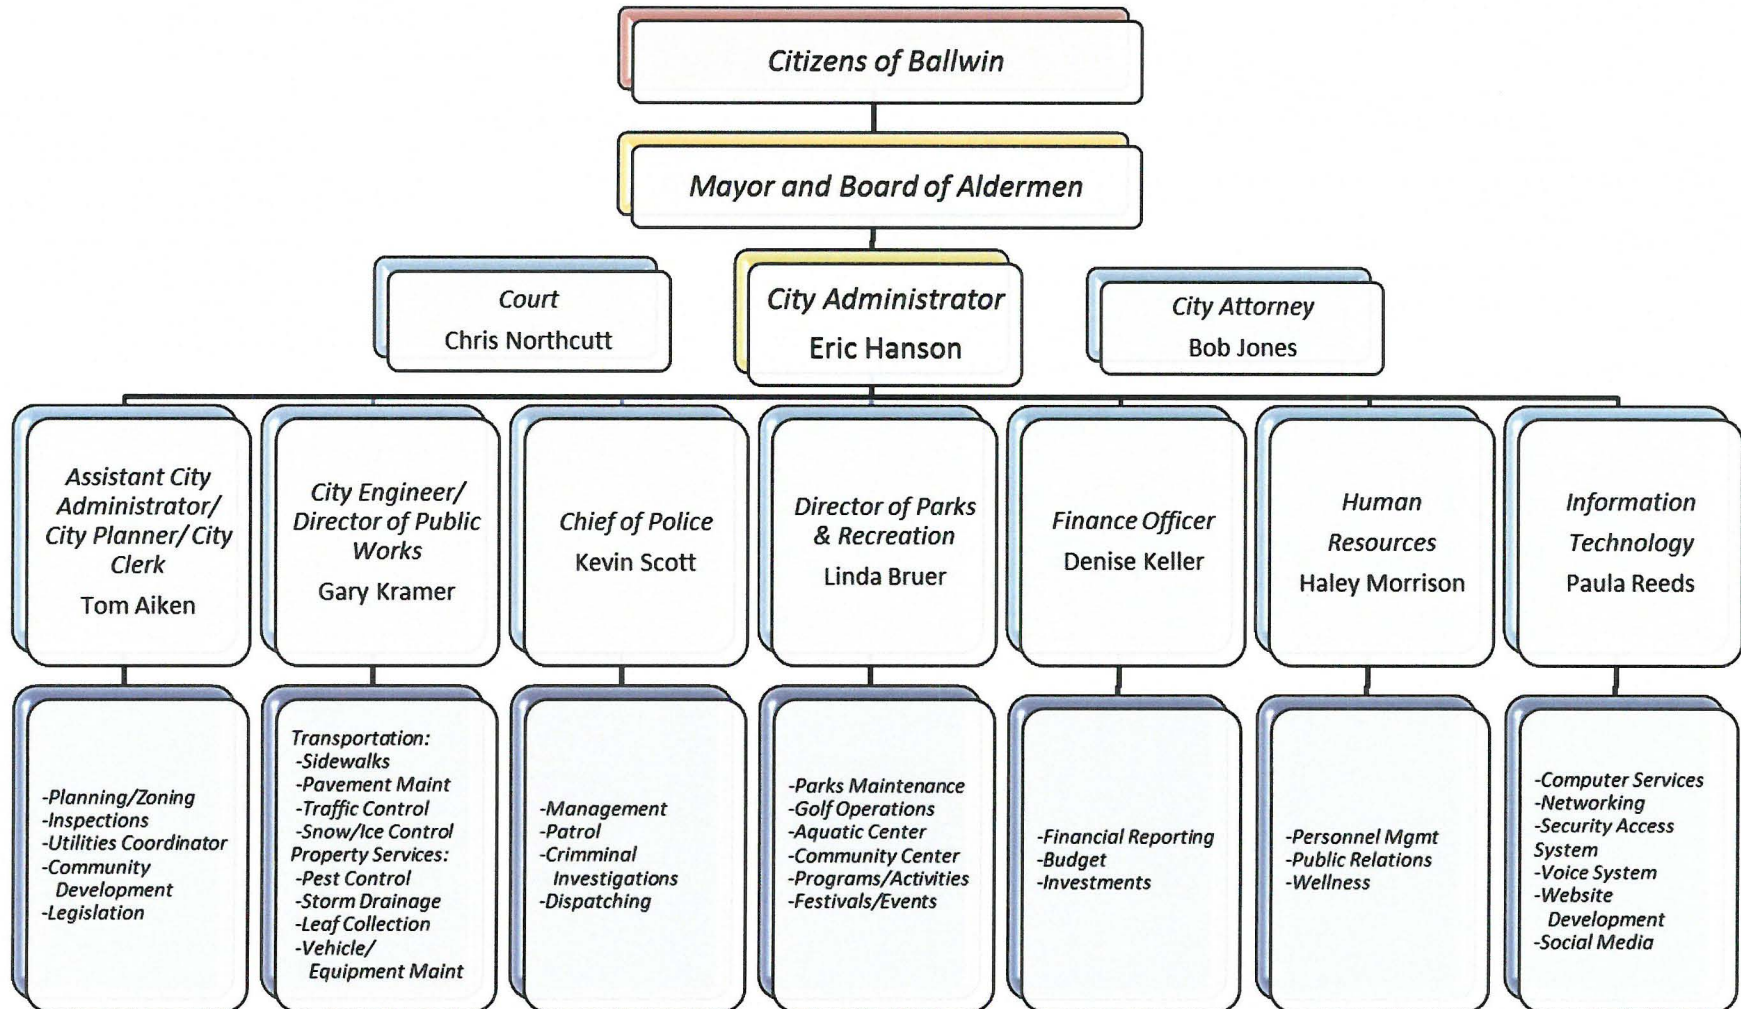 Citizens of Ballwin
Mayor and Board of Aldermen
Court
Chris Northcutt
City Administrator
Eric Hanson
City Attorney
Bob Jones
Assistant City
Administrator/
City Planner/ City
Clerk
Tom Aiken
City Engineer/
Director of Public
Works
Gary Kramer
Chief of Police
Kevin Scott
Director of Parks
& Recreation
Linda Bruer
Finance Officer
Denise Keller
Human
Resources
Haley Morrison
Information
Technology
Paula Reeds
-Planning/Zoning
-Inspections
-Utilities Coordinator
-Community
Development
-Legislation
Transportation:
-Sidewalks
-Pavement Maint
-Traffic Control
-Snow/Ice Control
Property Services:
-Pest Control
-Storm Drainage
-Leaf Collection
-Vehicle/
Equipment Maint
-Management
-Patrol
-Crimminal
Investigations
-Dispatching
-Parks Maintenance
-Golf Operations
-Aquatic Center
-Community Center
-Programs/Activities
-Festivals/Events
-Financial Reporting
-Budget
-Investments
-Personnel Mgmt
-Public Relations
-Wellness
-Computer Services
-Networking
-Security Access
System
-Voice System
-Website
Development
-Social Media